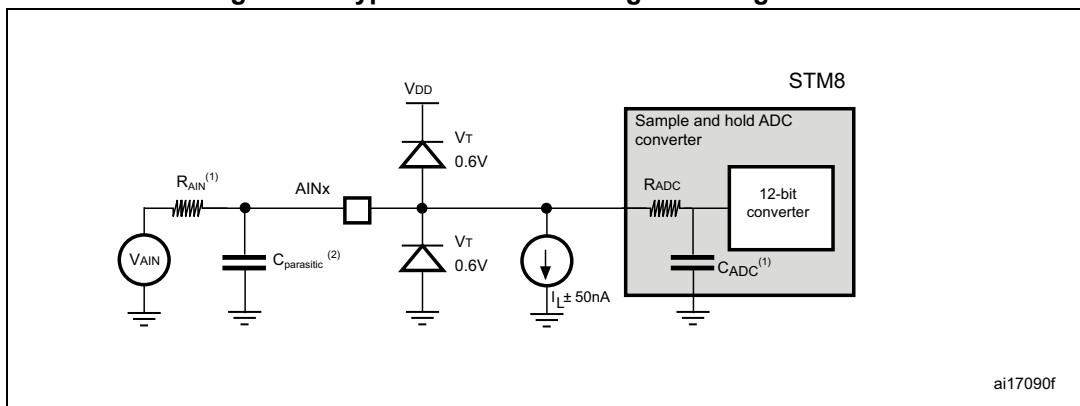 STM8
VDD
Sample and hold ADC
converter
VT
0.6V
RAIN(1)
AINx
RADC
12-bit
converter
VAIN
Cparasitic (2)
VT
0.6V
IL± 50nA
CADC(1)
ai17090f